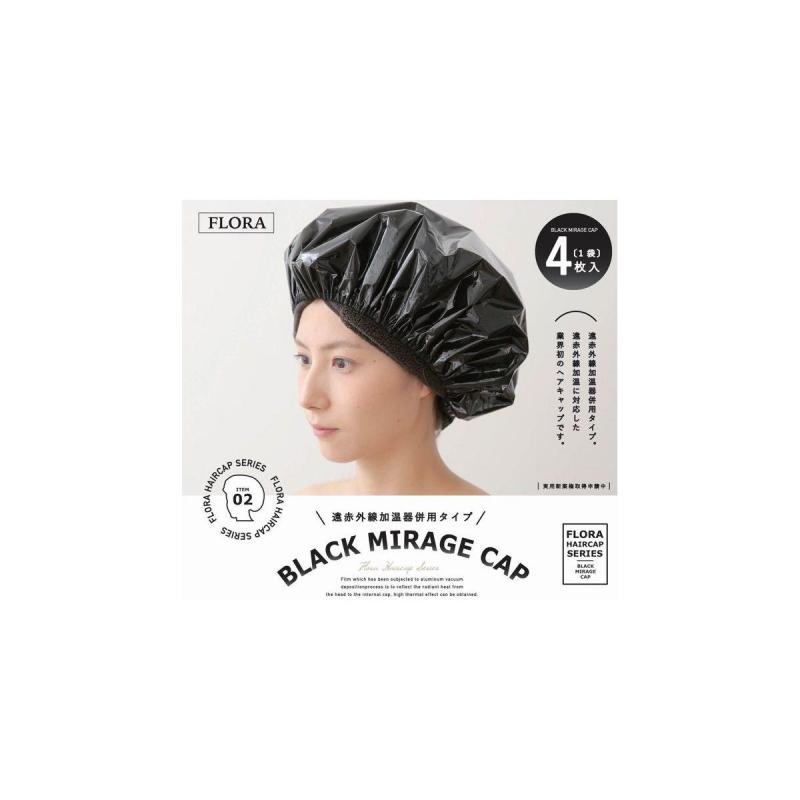 FLORA
BLACK MIRAGE CAP
4〔1袋〕枚入
遠赤外線加温器併用タイプ。
遠赤外線加温に対応した
業界初のヘアキャップです。
|実用新案権取得申請中|
FLORA HAIRCAP SERIES
FLORA HAIRCAP SERIES
ITEM
02
\ 遠赤外線加温器併用タイプ /
BLACK MIRAGE CAP
Flora Haircap Series
Film which has been subjected to aluminum vacuum
depositionprocess is to reflect the radiant heat from
the head to the internal cap, high thermal effect can be obtained.
FLORA
HAIRCAP
SERIES
BLACK
MIRAGE
CAP